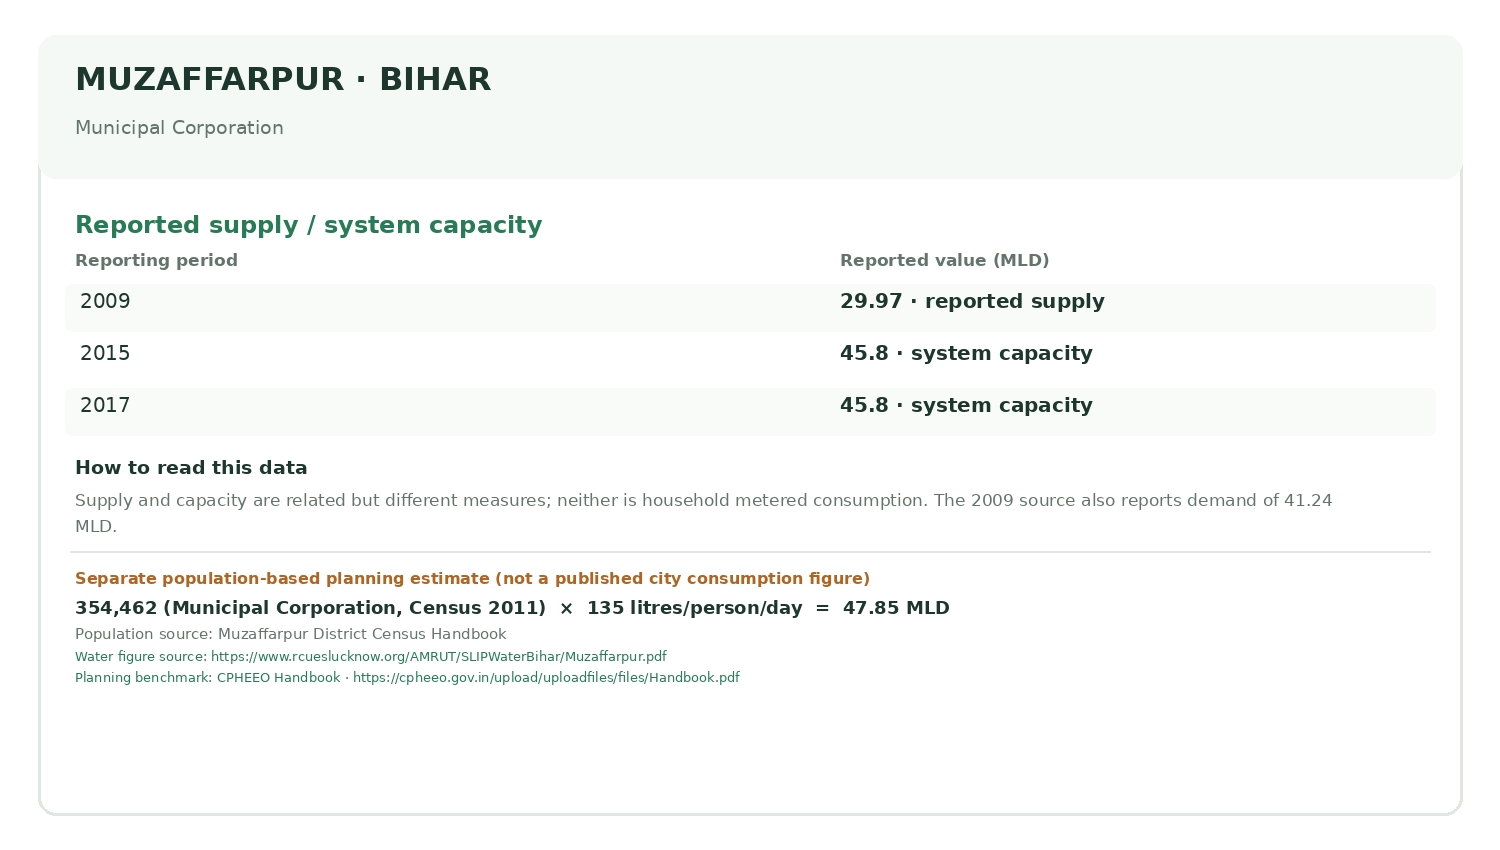 MUZAFFARPUR · BIHAR
Municipal Corporation
Reported supply / system capacity
Reporting period Reported value (MLD)
2009 29.97 · reported supply
2015 45.8 · system capacity
2017 45.8 · system capacity
How to read this data
Supply and capacity are related but different measures; neither is household metered consumption. The 2009 source also reports demand of 41.24
MLD.
Separate population-based planning estimate (not a published city consumption figure)
354,462 (Municipal Corporation, Census 2011) × 135 litres/person/day = 47.85 MLD
Population source: Muzaffarpur District Census Handbook
Water figure source: https://www.rcueslucknow.org/AMRUT/SLIPWaterBihar/Muzaffarpur.pdf
Planning benchmark: CPHEEO Handbook · https://cpheeo.gov.in/upload/uploadfiles/files/Handbook.pdf